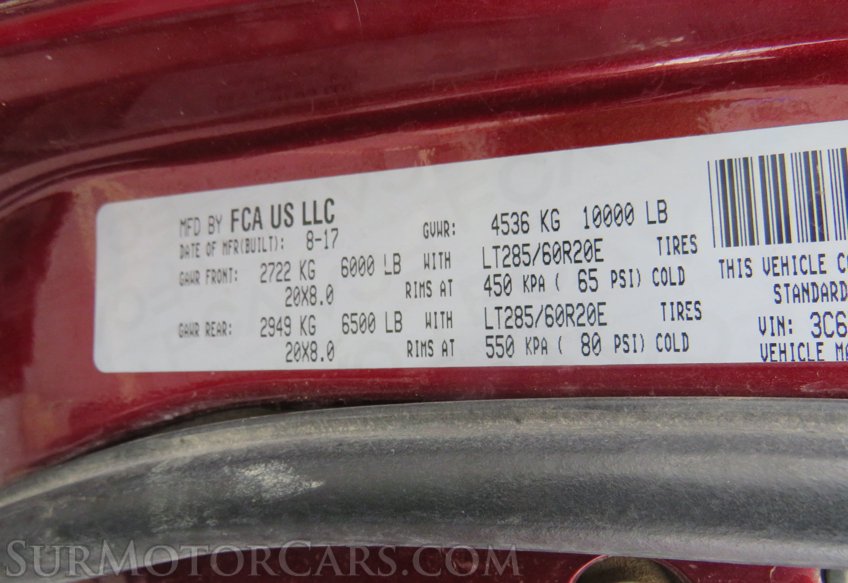 MFD BY FCA US LLC
DATE OF MFR(BUILT): 8-17 GVWR: 4536 KG 10000 LB
GAWR FRONT: 2722 KG 6000 LB WITH LT285/60R20E TIRES
20X8.0 RIMS AT 450 KPA ( 65 PSI) COLD
GAWR REAR: 2949 KG 6500 LB WITH LT285/60R20E TIRES
20X8.0 RIMS AT 550 KPA ( 80 PSI) COLD
THIS VEHICLE CO
STANDARD
VIN: 3C6
VEHICLE MA
SURMOTORCARS.COM